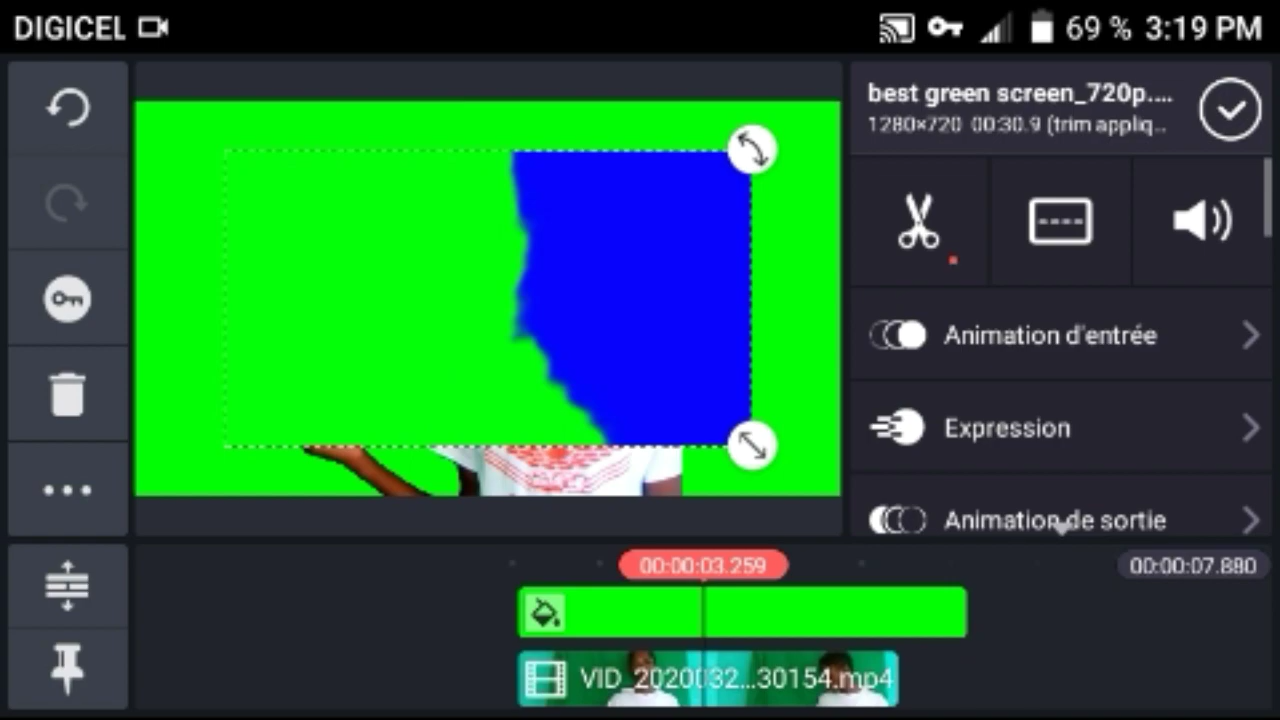 DIGICEL 69 % 3:19 PM
best green screen_720p....
1280×720 00:30.9 (trim appliq...
Animation d'entrée
Expression
Animation de sortie
00:00:03.259
00:00:07.880
VID_2020032...30154.mp4